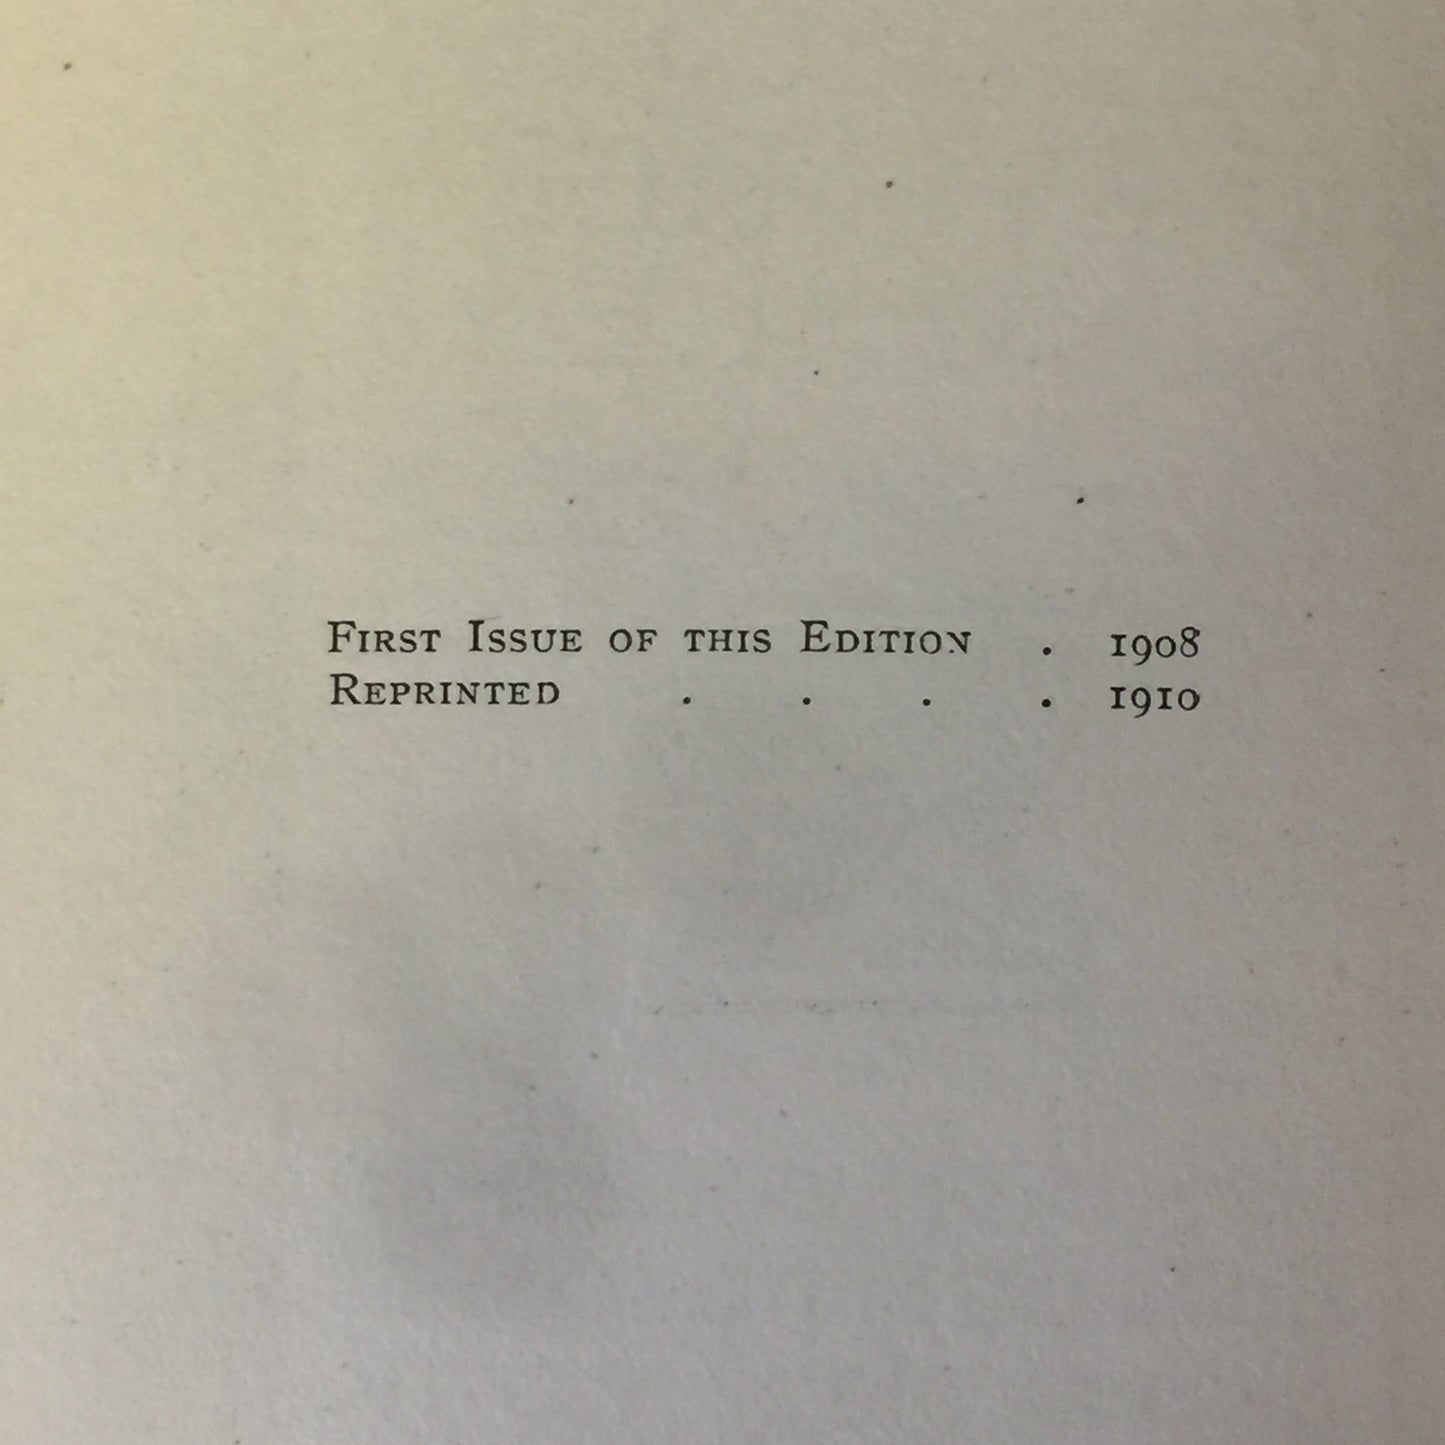 First Issue of this Edition . 1908
Reprinted . . . . 1910